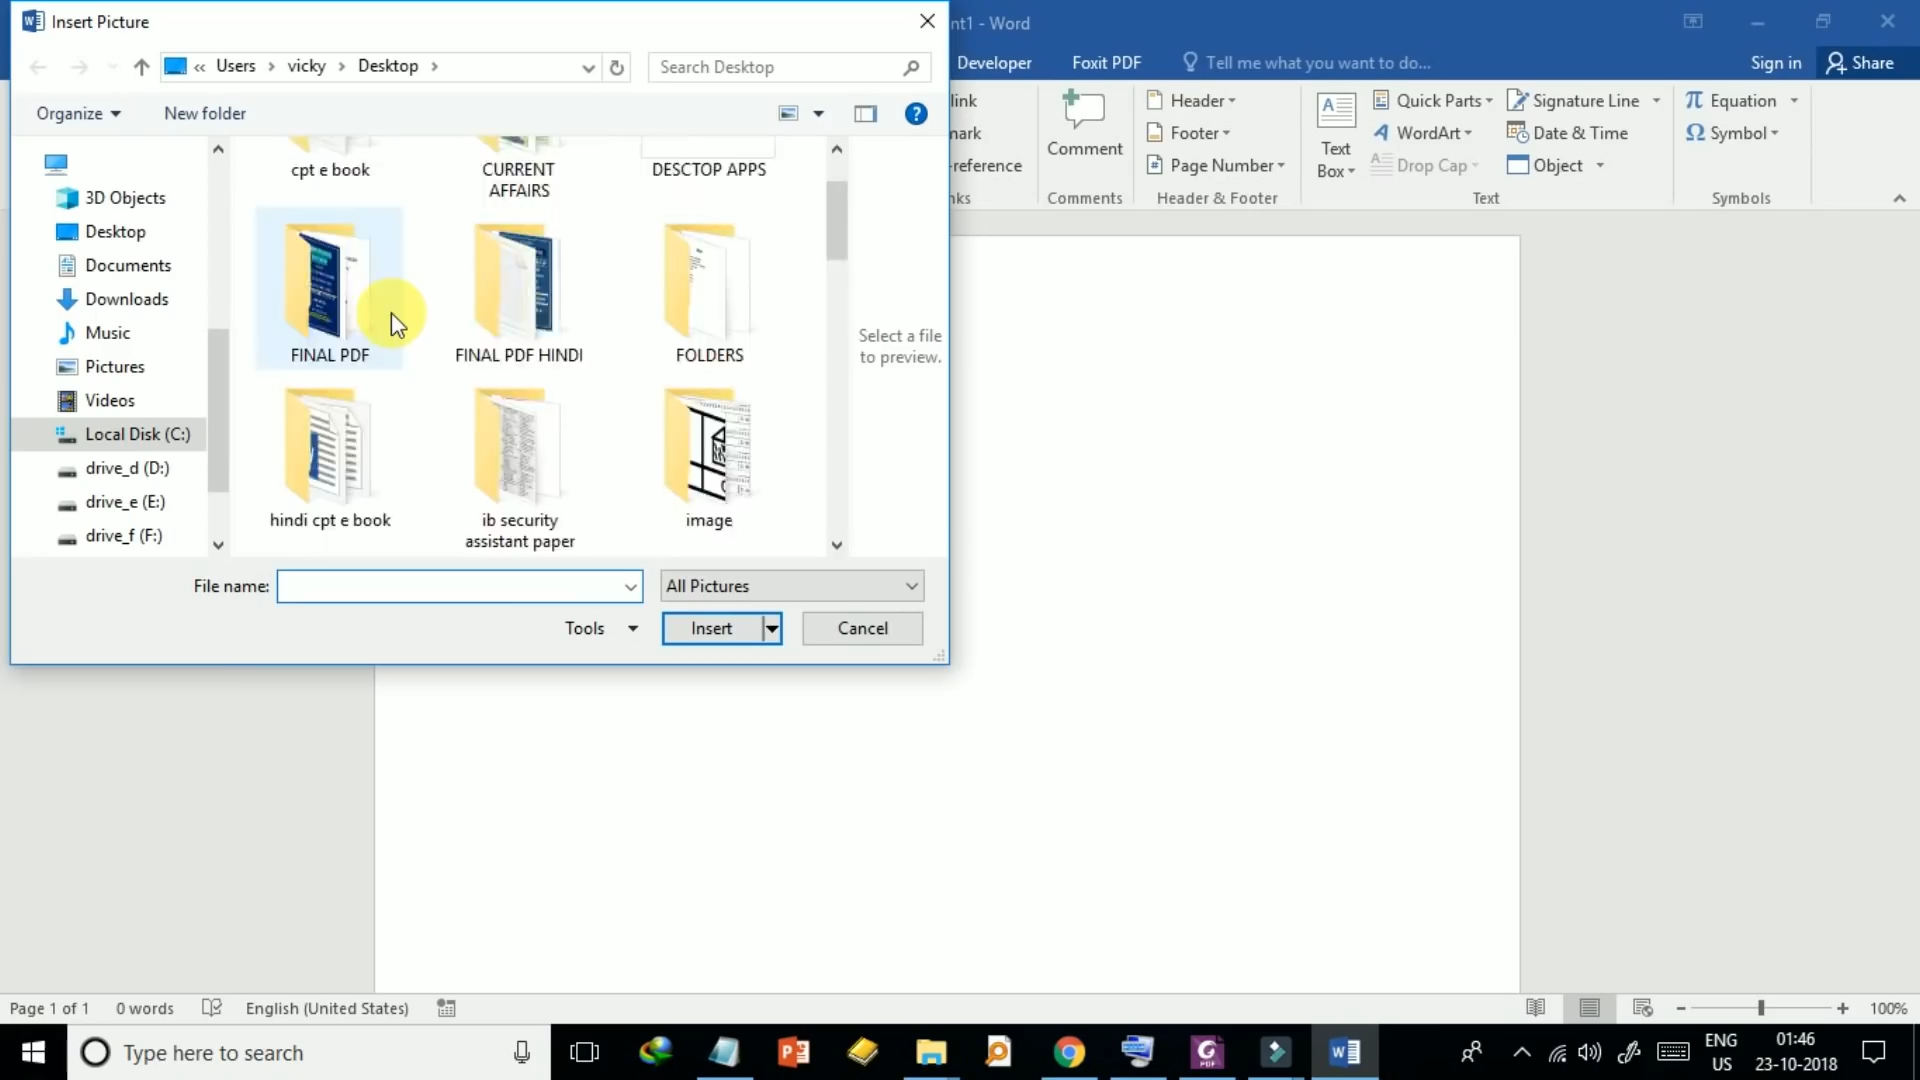 Insert Picture
nt1 - Word
« Users > vicky > Desktop >
Search Desktop
Developer
Foxit PDF
Tell me what you want to do...
Sign in
Share
Organize
New folder
link
mark
-reference
nks
Comment
Comments
Header
Footer
Page Number
Header & Footer
Text
Box
Quick Parts
WordArt
Drop Cap
Signature Line
Date & Time
Object
Text
Equation
Symbol
Symbols
3D Objects
Desktop
Documents
Downloads
Music
Pictures
Videos
Local Disk (C:)
drive_d (D:)
drive_e (E:)
drive_f (F:)
cpt e book
CURRENT
AFFAIRS
DESCTOP APPS
FINAL PDF
FINAL PDF HINDI
FOLDERS
hindi cpt e book
ib security
assistant paper
image
Select a file
to preview.
File name:
All Pictures
Tools
Insert
Cancel
Page 1 of 1
0 words
English (United States)
100%
Type here to search
ENG
US
01:46
23-10-2018